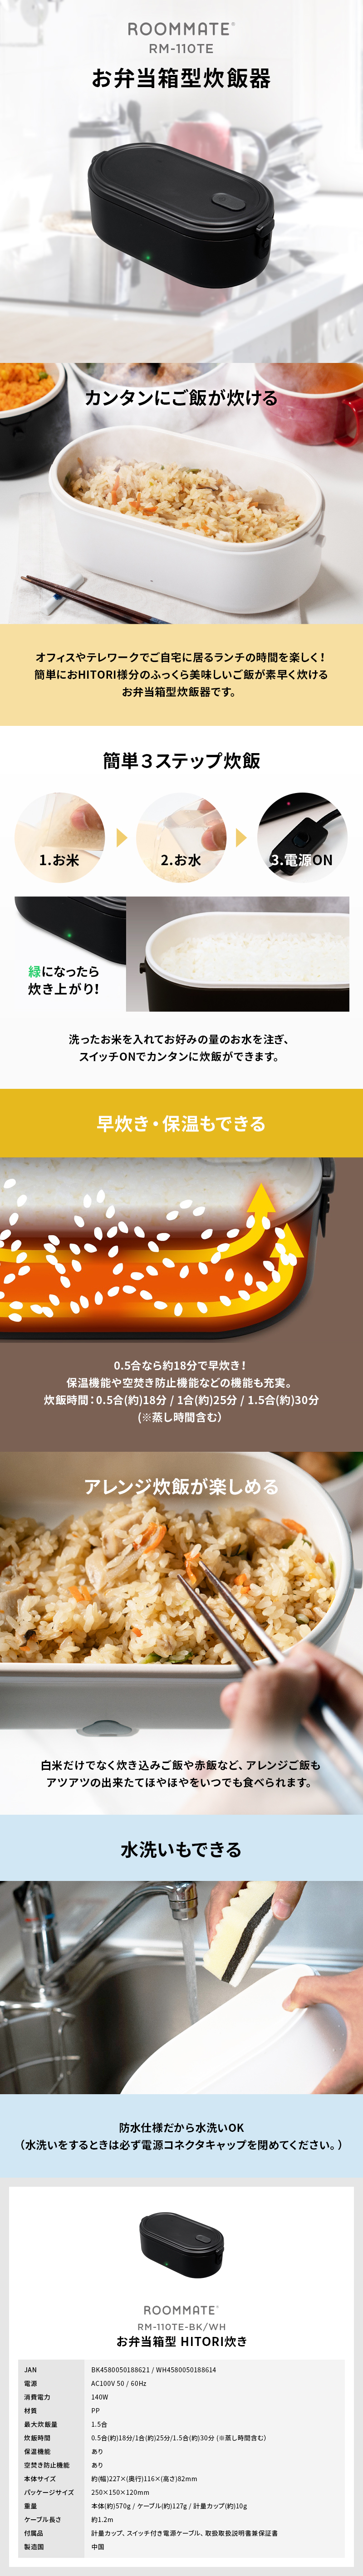 ROOMMATE®
RM-110TE
お弁当箱型炊飯器
カンタンにご飯が炊ける
オフィスやテレワークでご自宅に居るランチの時間を楽しく！
簡単におHITORI様分のふっくら美味しいご飯が素早く炊ける
お弁当箱型炊飯器です。
簡単３ステップ炊飯
1.お米
2.お水
3.電源ON
緑になったら
炊き上がり！
洗ったお米を入れてお好みの量のお水を注ぎ、
スイッチONでカンタンに炊飯ができます。
早炊き・保温もできる
0.5合なら約18分で早炊き！
保温機能や空焚き防止機能などの機能も充実。
炊飯時間：0.5合(約)18分 / 1合(約)25分 / 1.5合(約)30分
(※蒸し時間含む）
アレンジ炊飯が楽しめる
白米だけでなく炊き込みご飯や赤飯など、アレンジご飯も
アツアツの出来たてほやほやをいつでも食べられます。
水洗いもできる
防水仕様だから水洗いOK
（水洗いをするときは必ず電源コネクタキャップを閉めてください。）
ROOMMATE®
RM-110TE-BK/WH
お弁当箱型 HITORI炊き
JAN BK4580050188621 / WH4580050188614
電源 AC100V 50 / 60Hz
消費電力 140W
材質 PP
最大炊飯量 1.5合
炊飯時間 0.5合(約)18分/1合(約)25分/1.5合(約)30分 (※蒸し時間含む）
保温機能 あり
空焚き防止機能 あり
本体サイズ 約(幅)227×(奥行)116×(高さ)82mm
パッケージサイズ 250×150×120mm
重量 本体(約)570g / ケーブル(約)127g / 計量カップ(約)10g
ケーブル長さ 約1.2m
付属品 計量カップ、スイッチ付き電源ケーブル、取扱取扱説明書兼保証書
製造国 中国